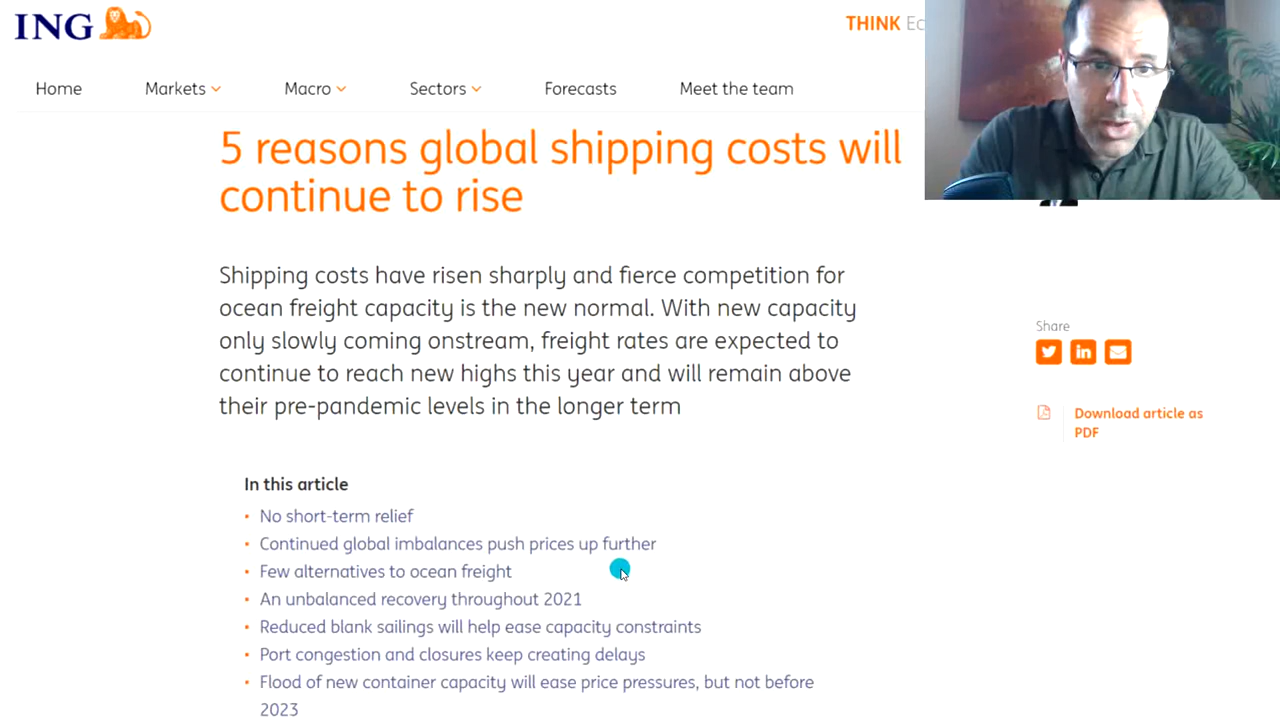 ING
THINK
Home
Markets
Macro
Sectors
Forecasts
Meet the team
5 reasons global shipping costs will
continue to rise
Shipping costs have risen sharply and fierce competition for
ocean freight capacity is the new normal. With new capacity
only slowly coming onstream, freight rates are expected to
continue to reach new highs this year and will remain above
their pre-pandemic levels in the longer term
Share
Download article as
PDF
In this article
• No short-term relief
• Continued global imbalances push prices up further
• Few alternatives to ocean freight
• An unbalanced recovery throughout 2021
• Reduced blank sailings will help ease capacity constraints
• Port congestion and closures keep creating delays
• Flood of new container capacity will ease price pressures, but not before
2023